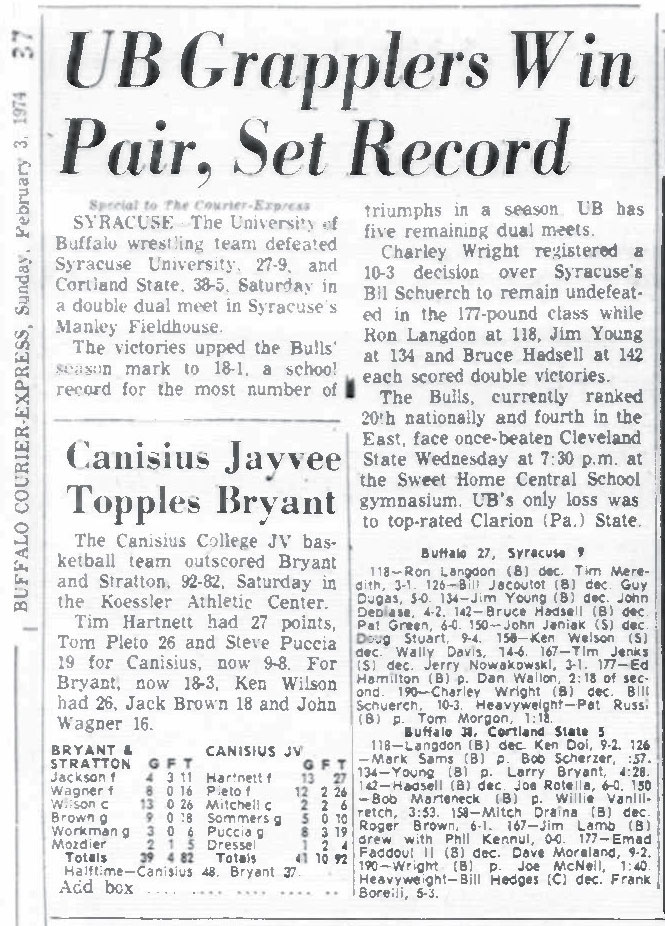 BUFFALO COURIER-EXPRESS, Sunday, February 3, 1974 37
UB Grapplers Win
Pair, Set Record
Special to The Courier-Express
SYRACUSE—The University of
Buffalo wrestling team defeated
Syracuse University, 27-9, and
Cortland State, 38-5, Saturday in
a double dual meet in Syracuse's
Manley Fieldhouse.
The victories upped the Bulls'
season mark to 18-1, a school
record for the most number of
triumphs in a season. UB has
five remaining dual meets.
Charley Wright registered a
10-3 decision over Syracuse's
Bil Schuerch to remain undefeat-
ed in the 177-pound class while
Ron Langdon at 118, Jim Young
at 134 and Bruce Hadsell at 142
each scored double victories.
The Bulls, currently ranked
20th nationally and fourth in the
East, face once-beaten Cleveland
State Wednesday at 7:30 p.m. at
the Sweet Home Central School
gymnasium. UB's only loss was
to top-rated Clarion (Pa.) State.
Buffalo 27, Syracuse 9
118—Ron Langdon (B) dec. Tim Mere-
dith, 3-1. 126—Bill Jacoutot (B) dec. Guy
Dugas, 5-0. 134—Jim Young (B) dec. John
Deblase, 4-2. 142—Bruce Hadsell (B) dec.
Pat Green, 6-0. 150—John Janiak (S) dec.
Doug Stuart, 9-4. 158—Ken Welson (S)
dec. Wally Davis, 14-6. 167—Tim Jenks
(S) dec. Jerry Nowakowski, 3-1. 177—Ed
Hamilton (B) p. Dan Wallon, 2:18 of sec-
ond. 190—Charley Wright (B) dec. Bill
Schuerch, 10-3. Heavyweight—Pat Russi
(B) p. Tom Morgon, 1:18.
Buffalo 38, Cortland State 5
118—Langdon (B) dec. Ken Doi, 9-2. 126
—Mark Sams (B) p. Bob Scherzer, :57.
134—Young (B) p. Larry Bryant, 4:28.
142—Hadsell (B) dec. Joe Rotella, 6-0. 150
—Bob Marteneck (B) p. Willie
3:53. 158—Mitch Draina (B) dec.
Roger Brown, 6-1. 167—Jim Lamb (B)
drew with Phil Kennul, 0-0. 177—Emad
Faddoul II (B) dec. Dave Moreland, 9-2.
190—Wright (B) p. Joe McNeil, 1:40.
Heavyweight—Bill Hedges (C) dec. Frank
Borelli, 5-3.
Canisius Jayvee
Topples Bryant
The Canisius College JV bas-
ketball team outscored Bryant
and Stratton, 92-82, Saturday in
the Koessler Athletic Center.
Tim Hartnett had 27 points,
Tom Pleto 26 and Steve Puccia
19 for Canisius, now 9-8. For
Bryant, now 18-3, Ken Wilson
had 26, Jack Brown 18 and John
Wagner 16.
BRYANT & CANISIUS JV
STRATTON G F T G F T
Jackson f 4 3 11 Hartnett f 13 27
Wagner f 8 0 16 Pleto f 12 2 26
Wilson c 13 0 26 Mitchell c 2 2 6
Brown g 9 0 18 Sommers g 5 0 10
Workman g 3 0 6 Puccia g 8 3 19
Mozdier 2 1 5 Dressel 1 2 4
Totals 39 4 82 Totals 41 10 92
Halftime—Canisius 48, Bryant 37.
Add box .... .... .... .... ....